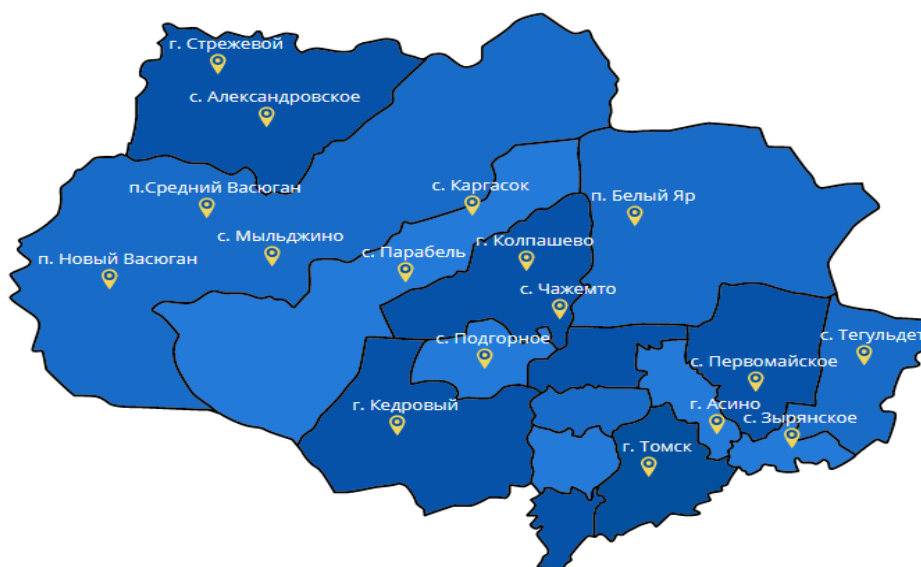 г. Стрежевой
с. Александровское
п.Средний Васюган
с. Каргасок
п. Белый Яр
с. Мыльджино
г. Колпашево
с. Парабель
п. Новый Васюган
с. Чажемто
с. Тегульдет
с. Подгорное
с. Первомайское
г. Кедровый
г. Асино
с. Зырянское
г. Томск